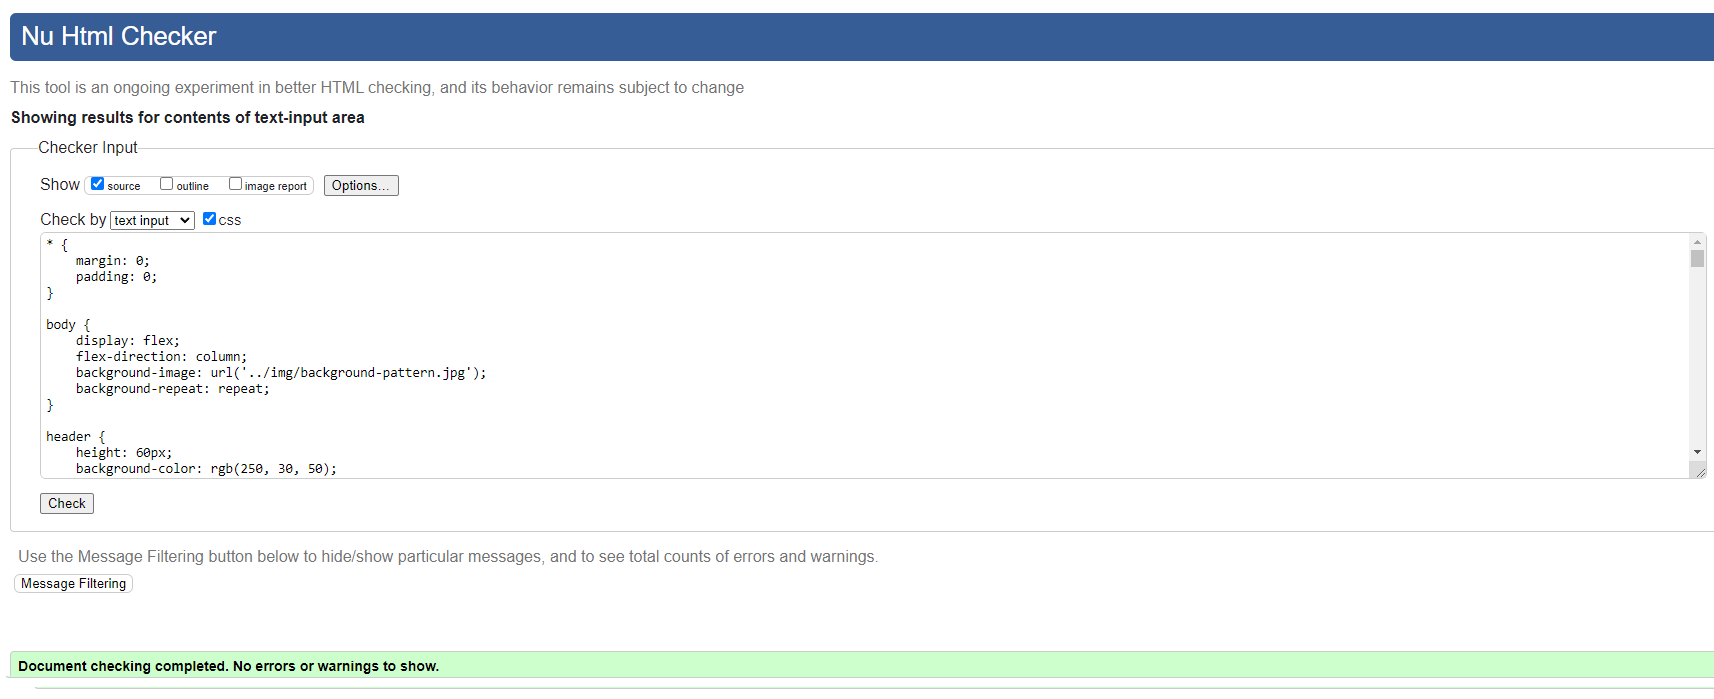 Nu Html Checker
This tool is an ongoing experiment in better HTML checking, and its behavior remains subject to change
Showing results for contents of text-input area
Checker Input
Show source outline image report Options...
Check by text input css
* {
    margin: 0;
    padding: 0;
}
body {
    display: flex;
    flex-direction: column;
    background-image: url('../img/background-pattern.jpg');
    background-repeat: repeat;
}
header {
    height: 60px;
    background-color: rgb(250, 30, 50);
Check
Use the Message Filtering button below to hide/show particular messages, and to see total counts of errors and warnings.
Message Filtering
Document checking completed. No errors or warnings to show.